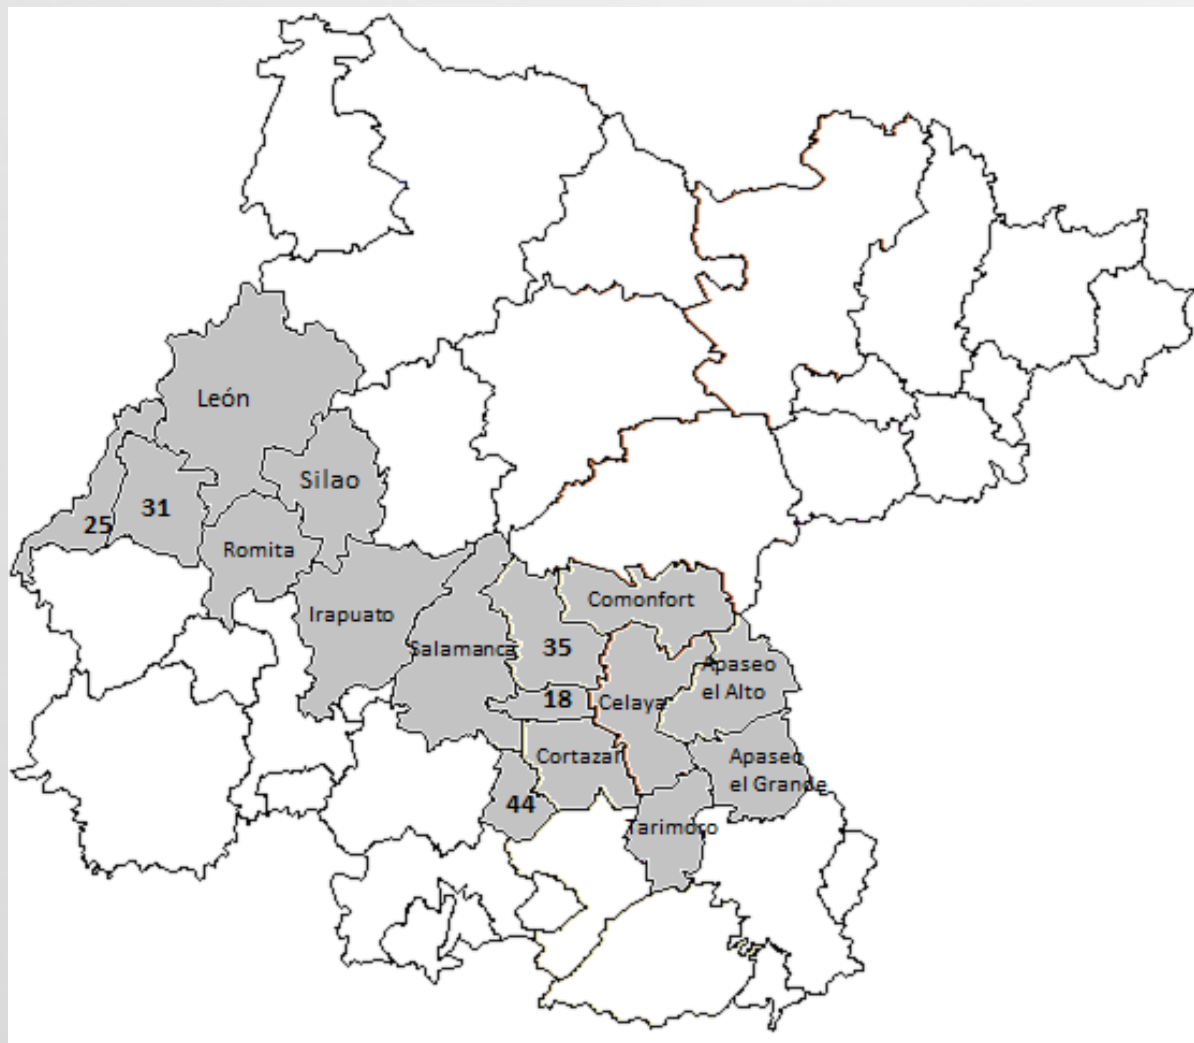 León
Silao
25
31
Romita
Irapuato
Salamanca
Comonfort
35
18
Celaya
Apaseo
el Alto
Cortazar
Apaseo
el Grande
44
Tarimoro